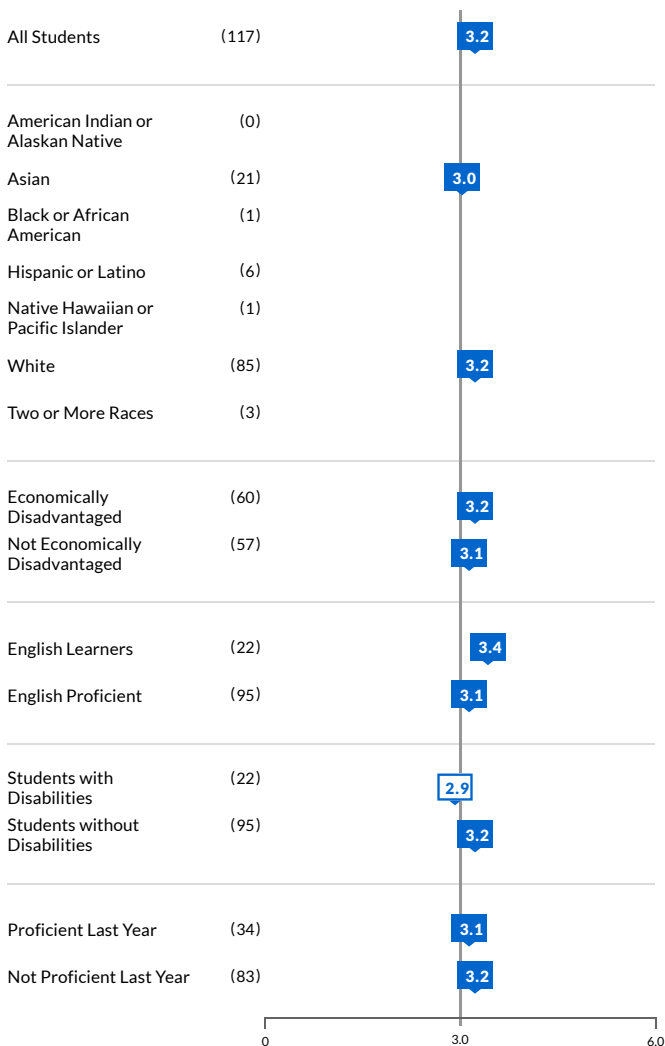 All Students (117) 3.2
American Indian or (0)
Alaskan Native
Asian (21) 3.0
Black or African (1)
American
Hispanic or Latino (6)
Native Hawaiian or (1)
Pacific Islander
White (85) 3.2
Two or More Races (3)
Economically (60) 3.2
Disadvantaged
Not Economically (57) 3.1
Disadvantaged
English Learners (22) 3.4
English Proficient (95) 3.1
Students with (22) 2.9
Disabilities
Students without (95) 3.2
Disabilities
Proficient Last Year (34) 3.1
Not Proficient Last Year (83) 3.2
0 3.0 6.0